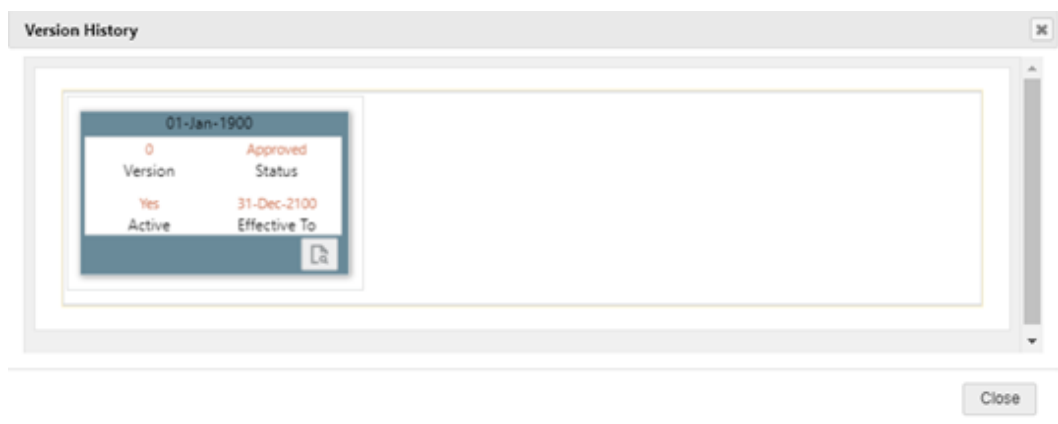 Version History
01-Jan-1900
0 Approved
Version Status
Yes 31-Dec-2100
Active Effective To
Close